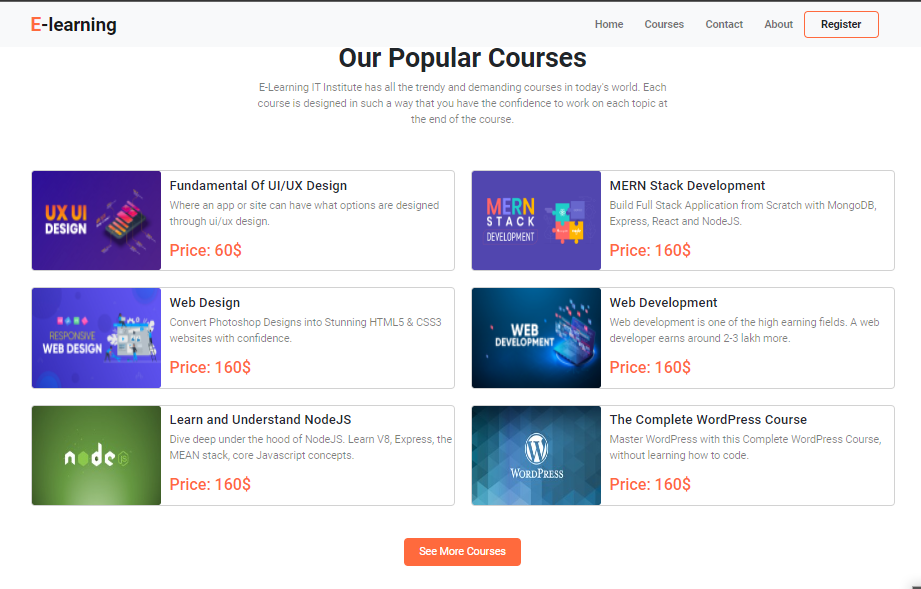 E-learning
Home
Courses
Contact
About
Register
Our Popular Courses
E-Learning IT Institute has all the trendy and demanding courses in today's world. Each
course is designed in such a way that you have the confidence to work on each topic at
the end of the course.
UX UI
DESIGN
Fundamental Of UI/UX Design
Where an app or site can have what options are designed
through ui/ux design.
Price: 60$
MERN
STACK
DEVELOPMENT
MERN Stack Development
Build Full Stack Application from Scratch with MongoDB,
Express, React and NodeJS.
Price: 160$
RESPONSIVE
WEB DESIGN
Web Design
Convert Photoshop Designs into Stunning HTML5 & CSS3
websites with confidence.
Price: 160$
WEB
DEVELOPMENT
Web Development
Web development is one of the high earning fields. A web
developer earns around 2-3 lakh more.
Price: 160$
node
JS
Learn and Understand NodeJS
Dive deep under the hood of NodeJS. Learn V8, Express, the
MEAN stack, core Javascript concepts.
Price: 160$
WORDPRESS
The Complete WordPress Course
Master WordPress with this Complete WordPress Course,
without learning how to code.
Price: 160$
See More Courses